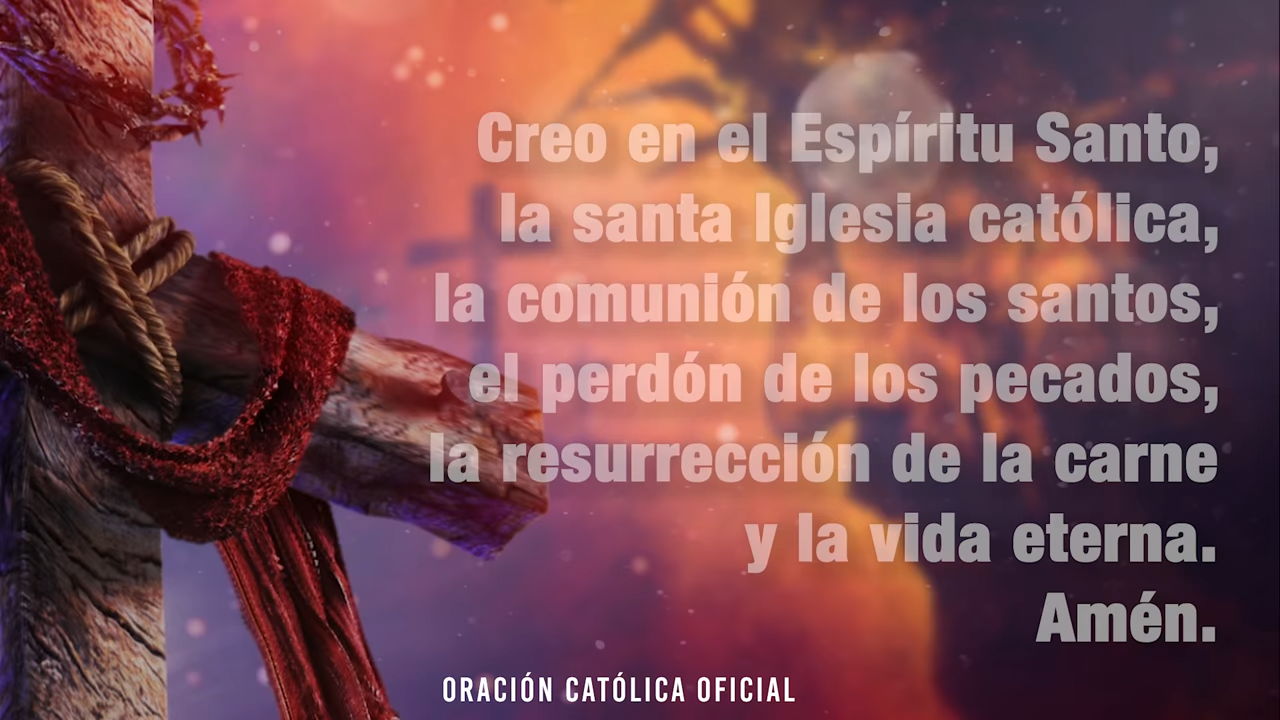 Creo en el Espíritu Santo,
la santa Iglesia católica,
la comunión de los santos,
el perdón de los pecados,
la resurrección de la carne
y la vida eterna.
Amén.
ORACIÓN CATÓLICA OFICIAL